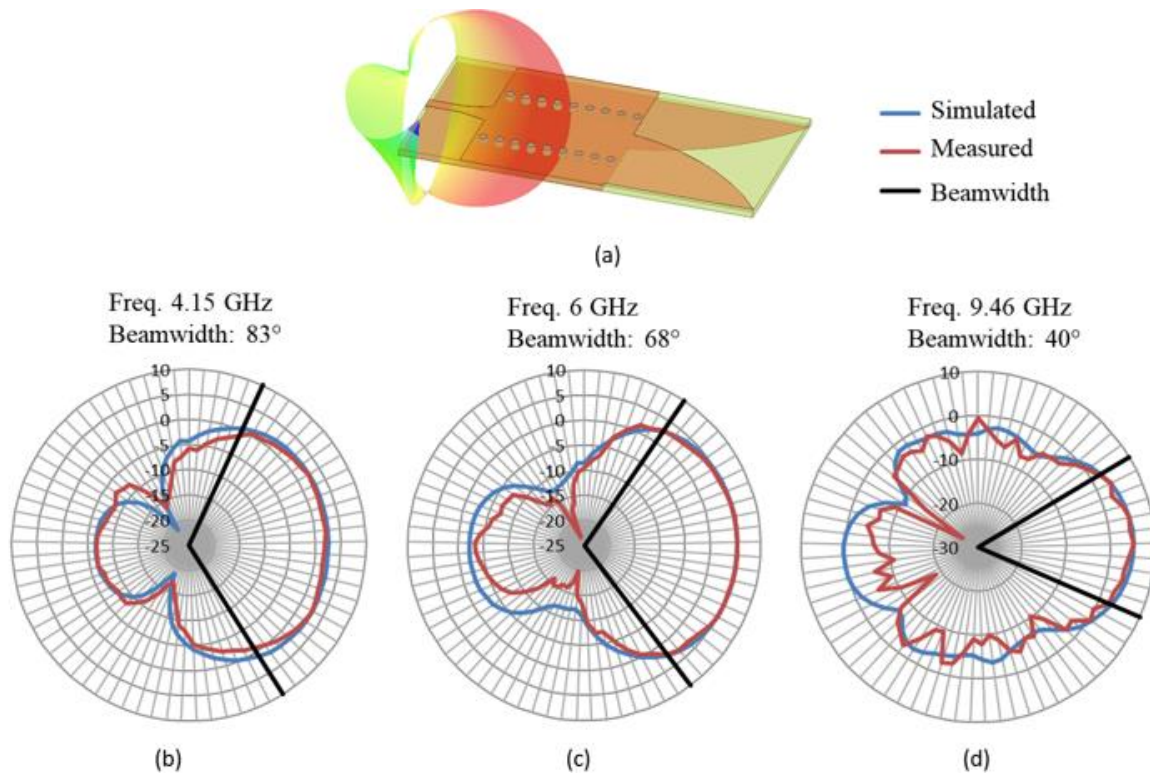 Simulated
Measured
Beamwidth
(a)
Freq. 4.15 GHz
Beamwidth: 83°
10
5
0
-5
-10
-15
-20
-25
(b)
Freq. 6 GHz
Beamwidth: 68°
10
5
0
-5
-10
-15
-20
-25
(c)
Freq. 9.46 GHz
Beamwidth: 40°
10
0
-10
-20
-30
(d)